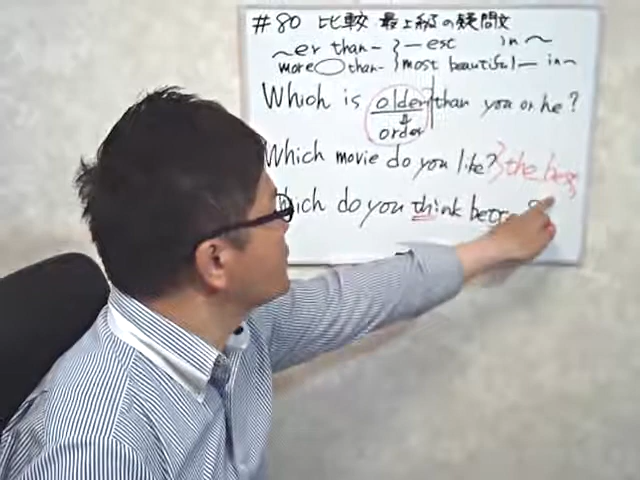 #80 比較 最上級の疑問文
～er than- } -est in～
more○than- } most beautiful- in～
Which is older than you or he?
order
Which movie do you like? } the best
Which do you think better ?